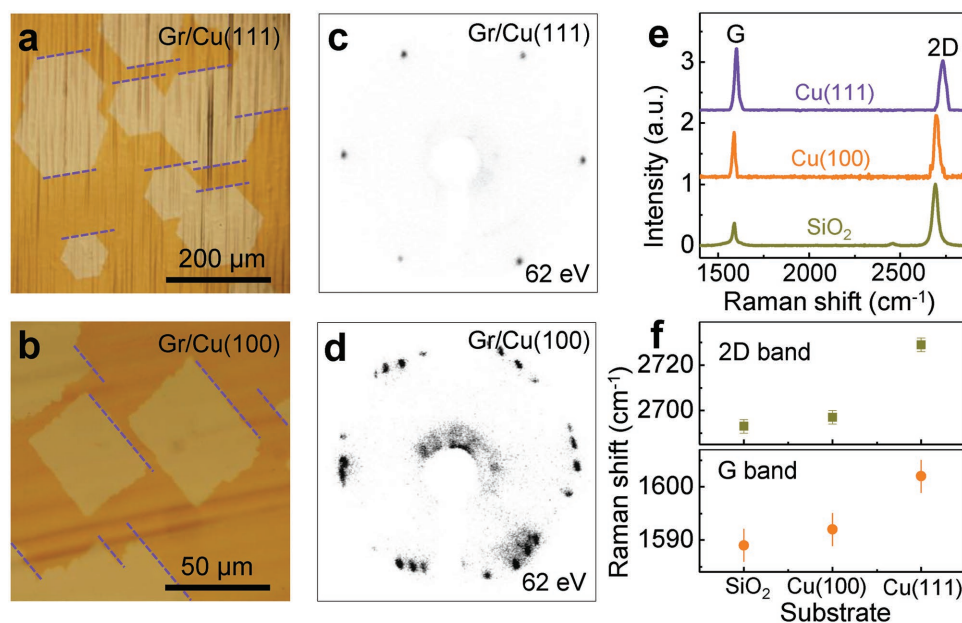 a
Gr/Cu(111)
200 µm
b
Gr/Cu(100)
50 µm
c
Gr/Cu(111)
62 eV
d
Gr/Cu(100)
62 eV
e
G
2D
3
2
1
0
Cu(111)
Cu(100)
SiO₂
Intensity (a.u.)
1500
2000
2500
Raman shift (cm⁻¹)
f
2D band
2720
2700
G band
1600
1590
Raman shift (cm⁻¹)
SiO₂
Cu(100)
Cu(111)
Substrate